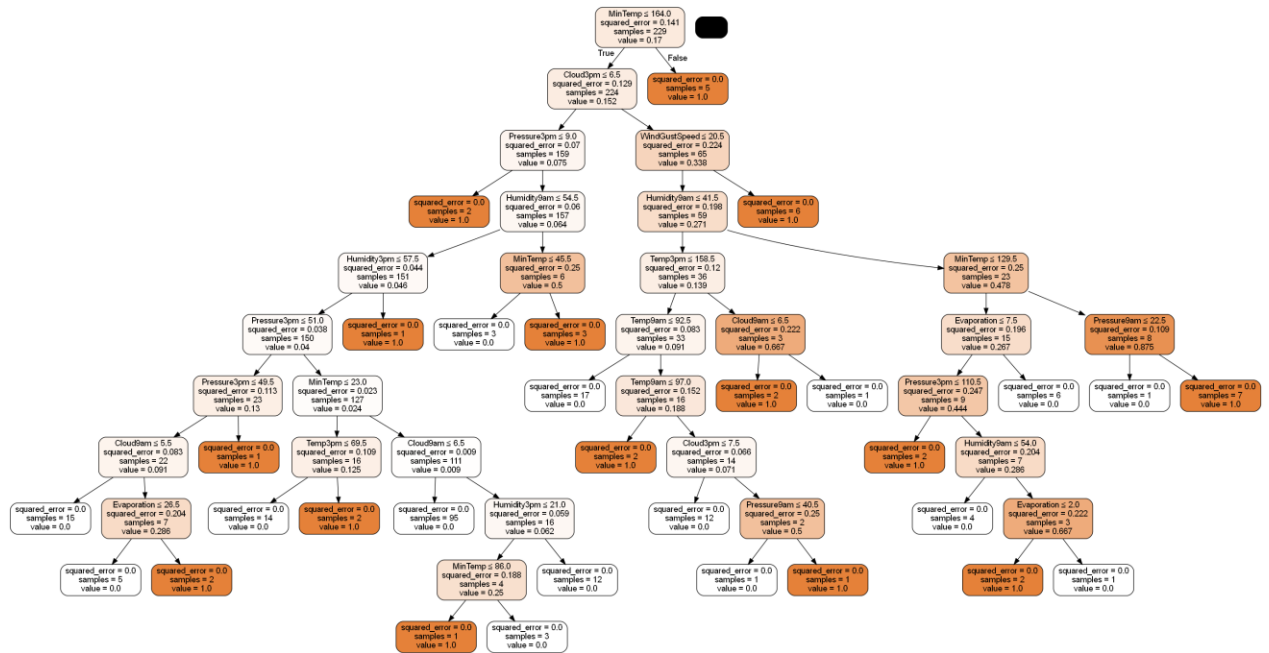 MinTemp ≤ 164.0
squared_error = 0.141
samples = 229
value = 0.17
True
False
Cloud3pm ≤ 6.5
squared_error = 0.129
samples = 224
value = 0.152
squared_error = 0.0
samples = 5
value = 1.0
Pressure3pm ≤ 9.0
squared_error = 0.07
samples = 159
value = 0.075
WindGustSpeed ≤ 20.5
squared_error = 0.224
samples = 65
value = 0.338
squared_error = 0.0
samples = 2
value = 1.0
Humidity9am ≤ 54.5
squared_error = 0.06
samples = 157
value = 0.064
Humidity9am ≤ 41.5
squared_error = 0.198
samples = 59
value = 0.271
squared_error = 0.0
samples = 6
value = 1.0
Humidity3pm ≤ 57.5
squared_error = 0.044
samples = 151
value = 0.046
MinTemp ≤ 45.5
squared_error = 0.25
samples = 6
value = 0.5
Temp3pm ≤ 158.5
squared_error = 0.12
samples = 36
value = 0.139
MinTemp ≤ 129.5
squared_error = 0.25
samples = 23
value = 0.478
Pressure3pm ≤ 51.0
squared_error = 0.038
samples = 150
value = 0.04
squared_error = 0.0
samples = 1
value = 1.0
squared_error = 0.0
samples = 3
value = 0.0
squared_error = 0.0
samples = 3
value = 1.0
Temp9am ≤ 92.5
squared_error = 0.083
samples = 33
value = 0.091
Cloud9am ≤ 6.5
squared_error = 0.222
samples = 3
value = 0.667
Evaporation ≤ 7.5
squared_error = 0.196
samples = 15
value = 0.267
Pressure9am ≤ 22.5
squared_error = 0.109
samples = 8
value = 0.875
Pressure3pm ≤ 49.5
squared_error = 0.113
samples = 23
value = 0.13
MinTemp ≤ 23.0
squared_error = 0.023
samples = 127
value = 0.024
squared_error = 0.0
samples = 17
value = 0.0
Temp9am ≤ 97.0
squared_error = 0.152
samples = 16
value = 0.188
squared_error = 0.0
samples = 2
value = 1.0
squared_error = 0.0
samples = 1
value = 0.0
Pressure3pm ≤ 110.5
squared_error = 0.247
samples = 9
value = 0.444
squared_error = 0.0
samples = 6
value = 0.0
squared_error = 0.0
samples = 1
value = 0.0
squared_error = 0.0
samples = 7
value = 1.0
Cloud9am ≤ 5.5
squared_error = 0.083
samples = 22
value = 0.091
squared_error = 0.0
samples = 1
value = 1.0
Temp3pm ≤ 69.5
squared_error = 0.109
samples = 16
value = 0.125
Cloud9am ≤ 6.5
squared_error = 0.009
samples = 111
value = 0.009
squared_error = 0.0
samples = 2
value = 1.0
Cloud3pm ≤ 7.5
squared_error = 0.066
samples = 14
value = 0.071
squared_error = 0.0
samples = 2
value = 1.0
Humidity9am ≤ 54.0
squared_error = 0.204
samples = 7
value = 0.286
squared_error = 0.0
samples = 15
value = 0.0
Evaporation ≤ 26.5
squared_error = 0.204
samples = 7
value = 0.286
squared_error = 0.0
samples = 14
value = 0.0
squared_error = 0.0
samples = 2
value = 1.0
squared_error = 0.0
samples = 95
value = 0.0
Humidity3pm ≤ 21.0
squared_error = 0.059
samples = 16
value = 0.062
squared_error = 0.0
samples = 12
value = 0.0
Pressure9am ≤ 40.5
squared_error = 0.25
samples = 2
value = 0.5
squared_error = 0.0
samples = 4
value = 0.0
Evaporation ≤ 2.0
squared_error = 0.222
samples = 3
value = 0.667
squared_error = 0.0
samples = 5
value = 0.0
squared_error = 0.0
samples = 2
value = 1.0
MinTemp ≤ 86.0
squared_error = 0.188
samples = 4
value = 0.25
squared_error = 0.0
samples = 12
value = 0.0
squared_error = 0.0
samples = 1
value = 0.0
squared_error = 0.0
samples = 1
value = 1.0
squared_error = 0.0
samples = 2
value = 1.0
squared_error = 0.0
samples = 1
value = 0.0
squared_error = 0.0
samples = 1
value = 1.0
squared_error = 0.0
samples = 3
value = 0.0